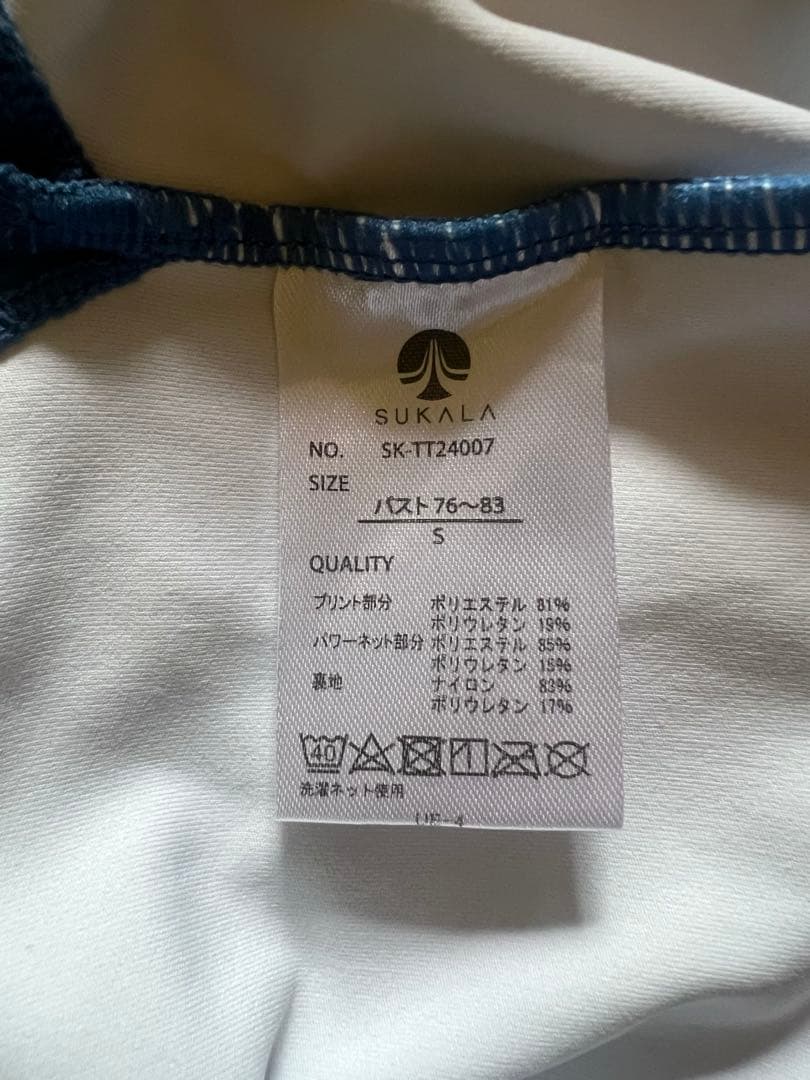 SUKALA
NO. SK-TT24007
SIZE
バスト 76～83
S
QUALITY
プリント部分 ポリエステル 81%
ポリウレタン 19%
パワーネット部分 ポリエステル 85%
ポリウレタン 15%
裏地 ナイロン 83%
ポリウレタン 17%
40
洗濯ネット使用